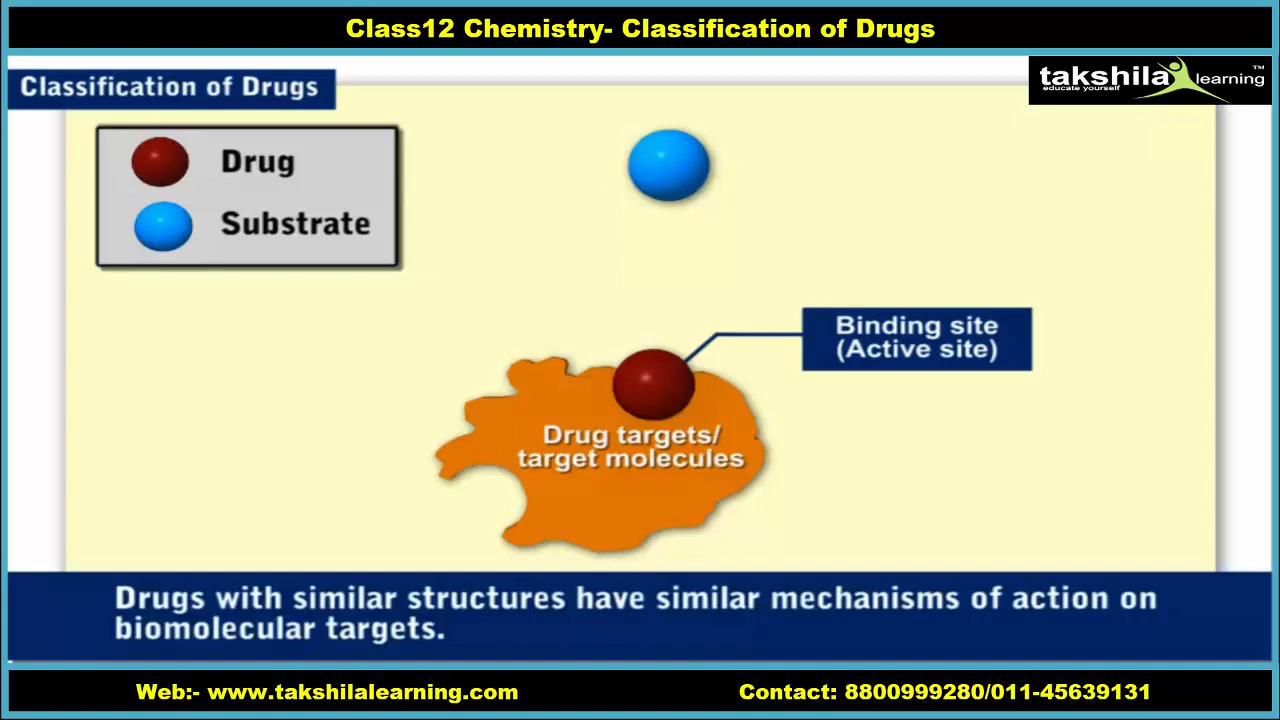 Class12 Chemistry- Classification of Drugs
Classification of Drugs
takshila learning ™
educate yourself
Drug
Substrate
Binding site
(Active site)
Drug targets/
target molecules
Drugs with similar structures have similar mechanisms of action on
biomolecular targets.
Web:- www.takshilalearning.com
Contact: 8800999280/011-45639131